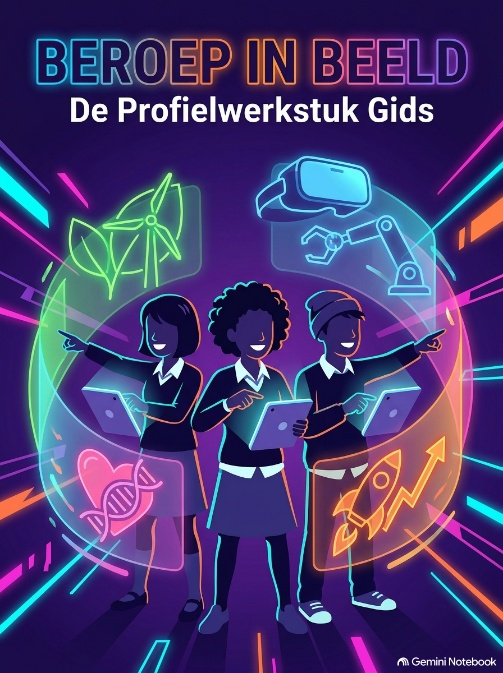 BEROEP IN BEELD
De Profielwerkstuk Gids
Gemini Notebook